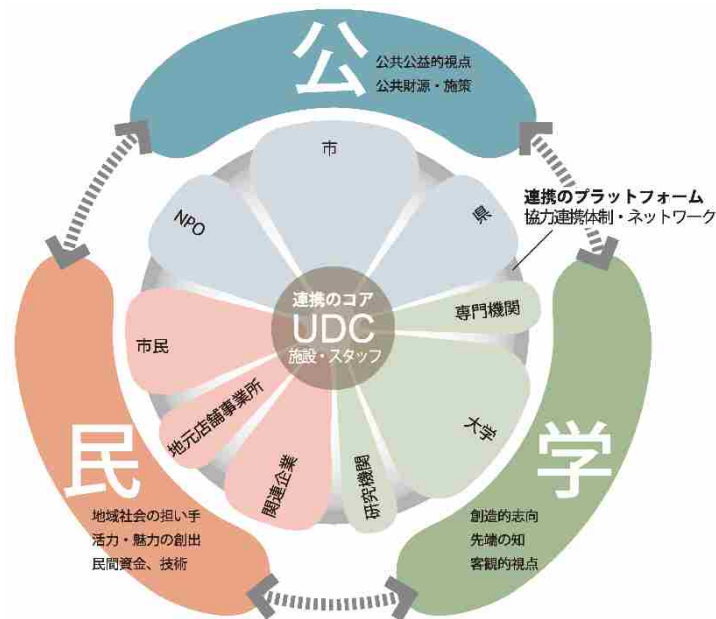 公
公共公益的視点
公共財源・施策
市
NPO
県
連携のプラットフォーム
協力連携体制・ネットワーク
連携のコア
UDC
施設・スタッフ
専門機関
市民
地元店舗事業所
関連企業
研究機関
大学
民
地域社会の担い手
活力・魅力の創出
民間資金、技術
学
創造的志向
先端の知
客観的視点